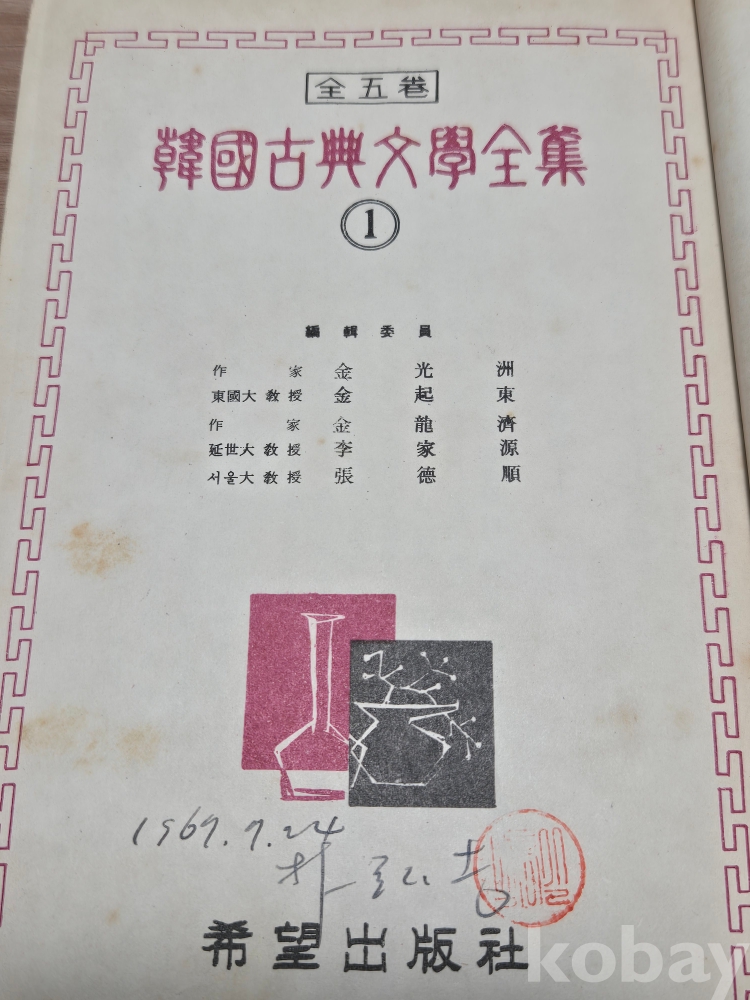 全五卷
韓國古典文學全集
1
編輯委員
作家 金光洲
東國大教授 金起東
作家 金龍濟
延世大教授 李家源
서울大教授 張德順
1967.7.24
朴
希望出版社
kobay